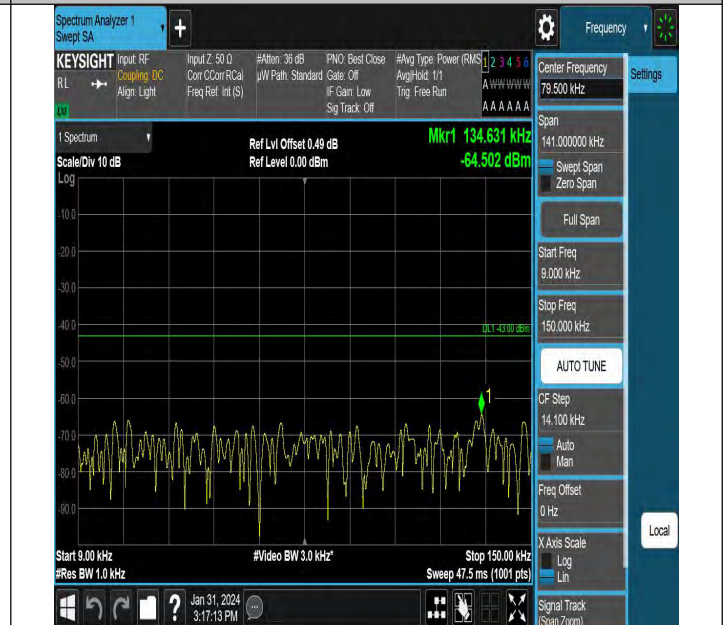 Spectrum Analyzer 1
Swept SA
+
Frequency
KEYSIGHT
RL
Input: RF
Coupling: DC
Align: Light
Input Z: 50 Ω
Corr CCorr RCal
Freq Ref: Int (S)
#Atten: 36 dB
µW Path: Standard
PNO: Best Close
Gate: Off
IF Gain: Low
Sig Track: Off
#Avg Type: Power (RMS
Avg|Hold: 1/1
Trig: Free Run
1 2 3 4 5 6
A W W W W W
A A A A A A
1 Spectrum
Scale/Div 10 dB
Log
Ref Lvl Offset 0.49 dB
Ref Level 0.00 dBm
Mkr1 134.631 kHz
-64.502 dBm
-10.0
-20.0
-30.0
-40.0
DL1 -43.00 dBm
-50.0
-60.0
1
-70.0
-80.0
-90.0
Start 9.00 kHz
#Res BW 1.0 kHz
#Video BW 3.0 kHz*
Stop 150.00 kHz
Sweep 47.5 ms (1001 pts)
?
Jan 31, 2024
3:17:13 PM
Center Frequency
79.500 kHz
Settings
Span
141.000000 kHz
Swept Span
Zero Span
Full Span
Start Freq
9.000 kHz
Stop Freq
150.000 kHz
AUTO TUNE
CF Step
14.100 kHz
Auto
Man
Freq Offset
0 Hz
Local
X Axis Scale
Log
Lin
Signal Track
(Span Zoom)